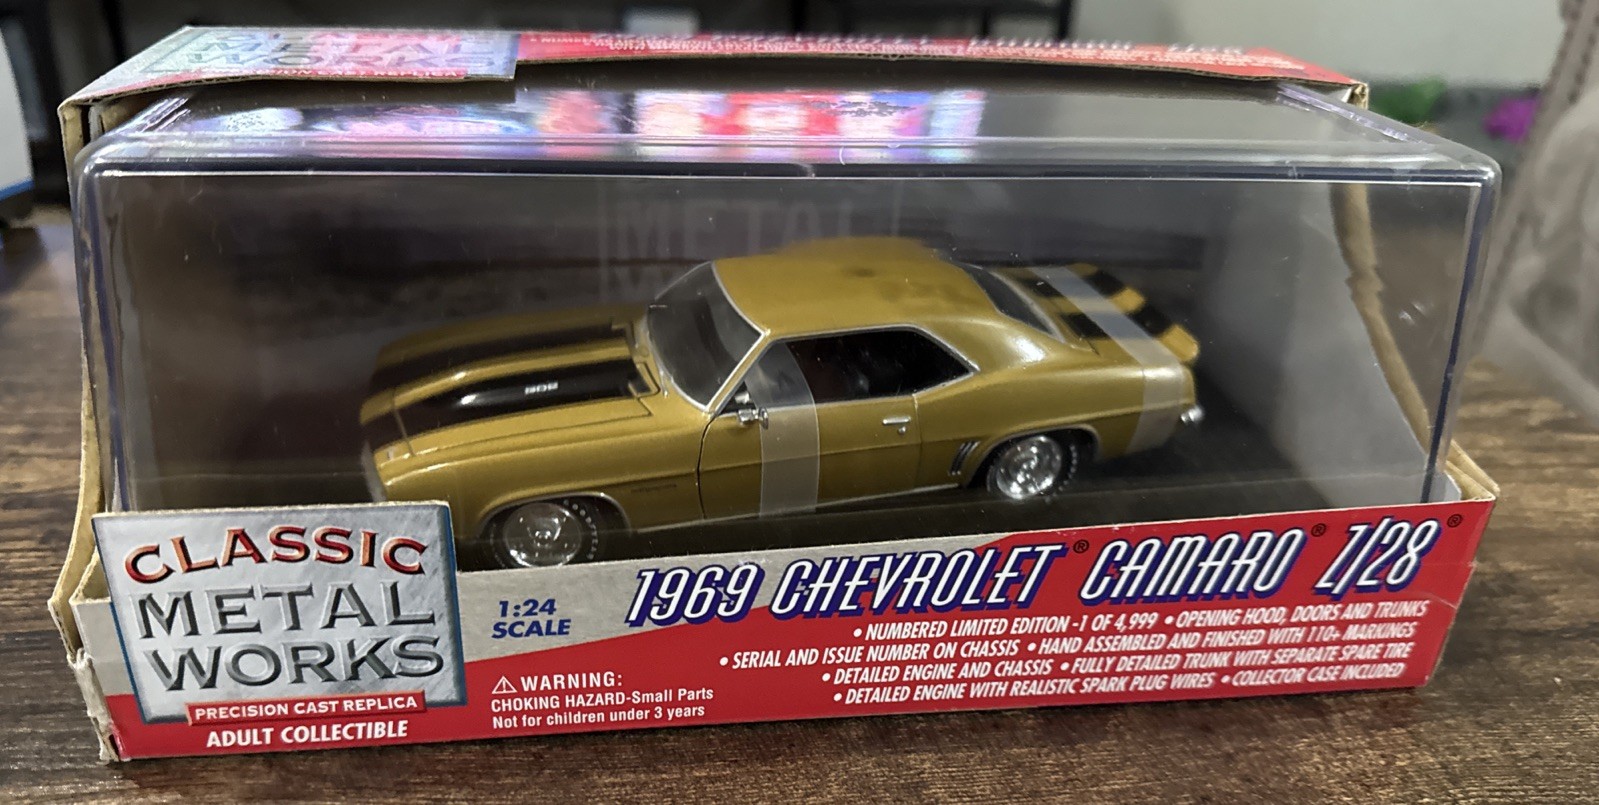 CLASSIC
METAL
WORKS
PRECISION CAST REPLICA
ADULT COLLECTIBLE
1:24
SCALE
⚠ WARNING:
CHOKING HAZARD-Small Parts
Not for children under 3 years
1969 CHEVROLET® CAMARO® Z/28®
• NUMBERED LIMITED EDITION -1 OF 4,999 • OPENING HOOD, DOORS AND TRUNKS
• SERIAL AND ISSUE NUMBER ON CHASSIS • HAND ASSEMBLED AND FINISHED WITH 110+ MARKINGS
• DETAILED ENGINE AND CHASSIS • FULLY DETAILED TRUNK WITH SEPARATE SPARE TIRE
• DETAILED ENGINE WITH REALISTIC SPARK PLUG WIRES • COLLECTOR CASE INCLUDED
METAL